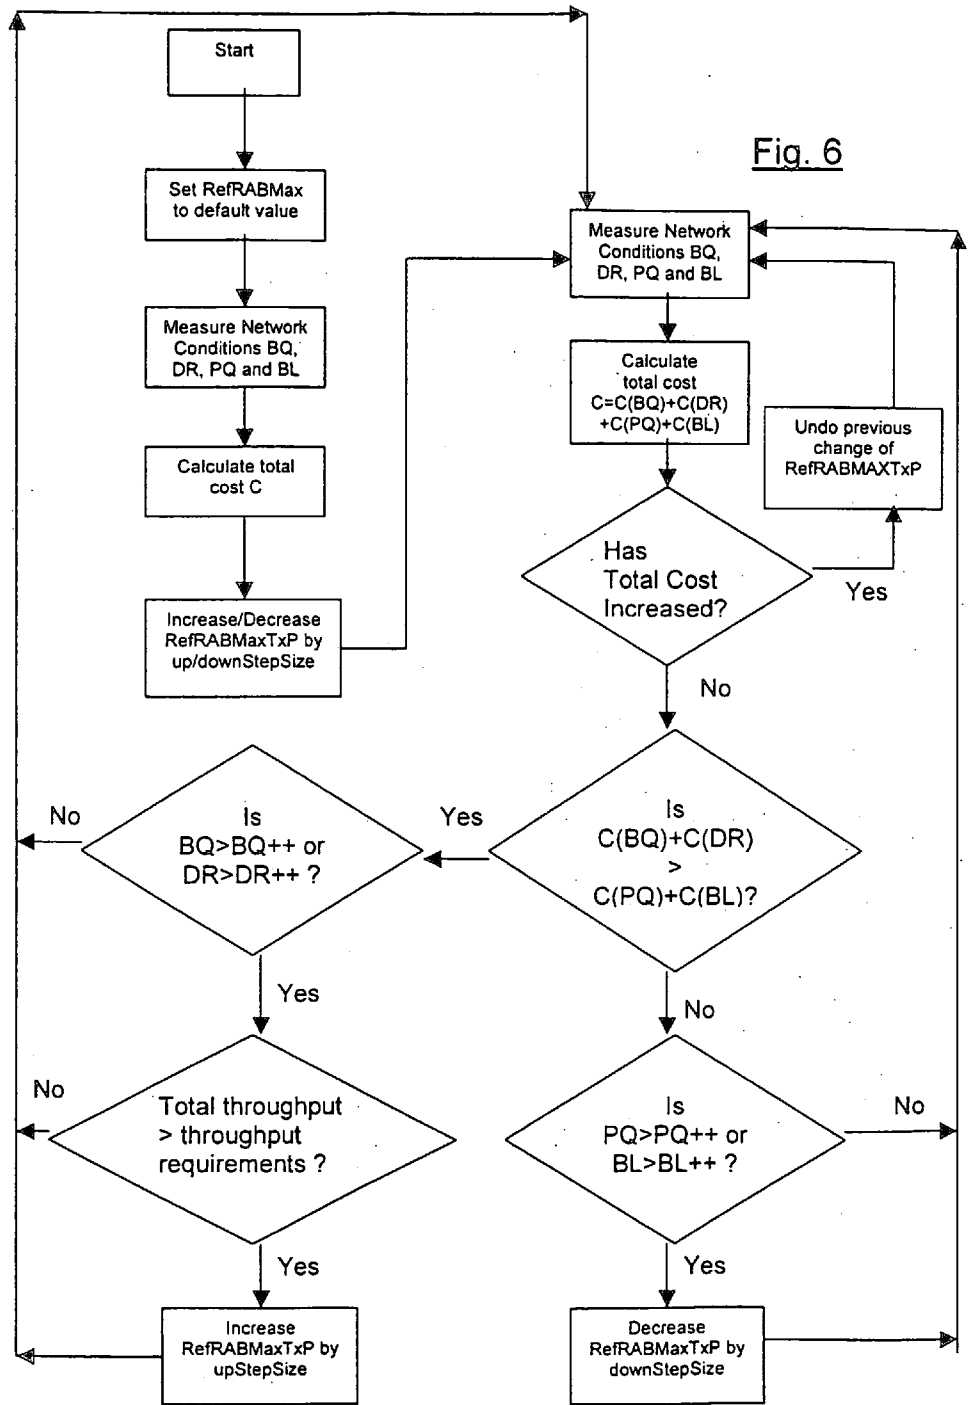 Fig. 6
Start
Set RefRABMax
to default value
Measure Network
Conditions BQ,
DR, PQ and BL
Calculate total
cost C
Increase/Decrease
RefRABMaxTxP by
up/downStepSize
Measure Network
Conditions BQ,
DR, PQ and BL
Calculate
total cost
C=C(BQ)+C(DR)
+C(PQ)+C(BL)
Undo previous
change of
RefRABMAXTxP
Has
Total Cost
Increased?
Yes
No
Is
C(BQ)+C(DR)
>
C(PQ)+C(BL)?
Yes
No
Is
BQ>BQ++ or
DR>DR++ ?
No
Yes
Total throughput
> throughput
requirements ?
No
Yes
Increase
RefRABMaxTxP by
upStepSize
Is
PQ>PQ++ or
BL>BL++ ?
No
Yes
Decrease
RefRABMaxTxP by
downStepSize